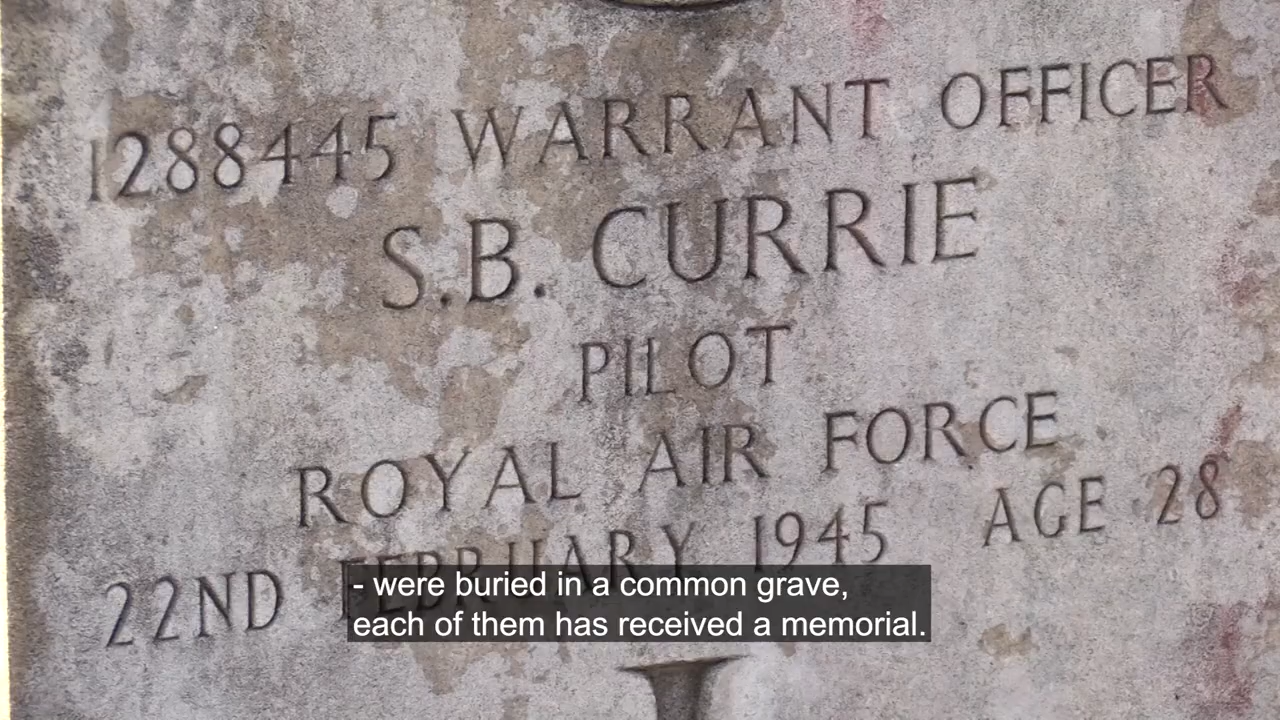 1288445 WARRANT OFFICER
S.B. CURRIE
PILOT
ROYAL AIR FORCE
22ND FEBRUARY 1945 AGE 28
- were buried in a common grave,
each of them has received a memorial.